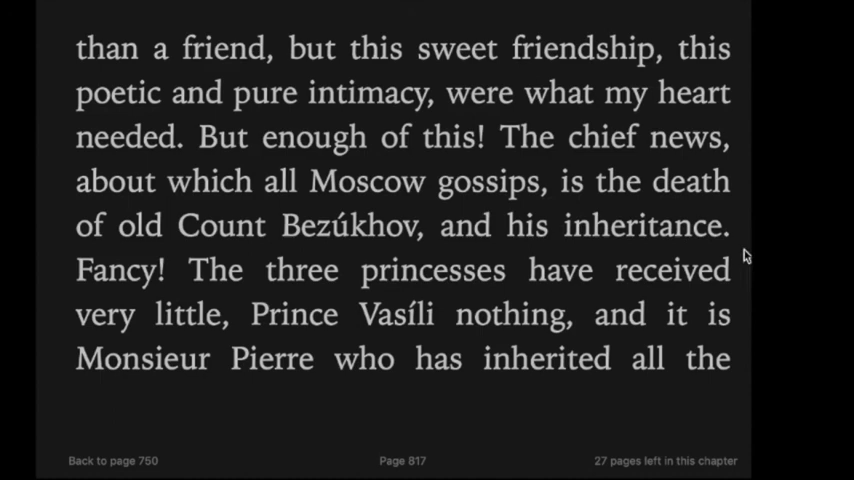 than a friend, but this sweet friendship, this
poetic and pure intimacy, were what my heart
needed. But enough of this! The chief news,
about which all Moscow gossips, is the death
of old Count Bezúkhov, and his inheritance.
Fancy! The three princesses have received
very little, Prince Vasíli nothing, and it is
Monsieur Pierre who has inherited all the
Back to page 750 Page 817 27 pages left in this chapter